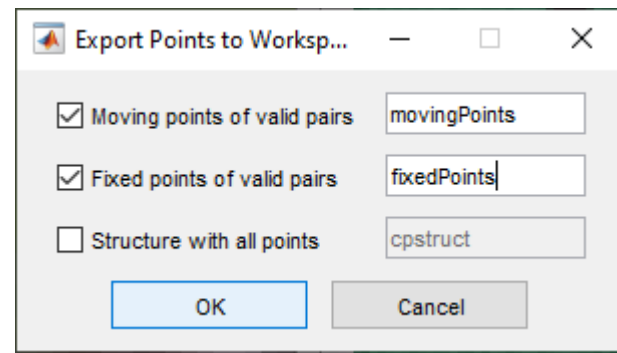 Export Points to Worksp...
Moving points of valid pairs movingPoints
Fixed points of valid pairs fixedPoints
Structure with all points cpstruct
OK Cancel